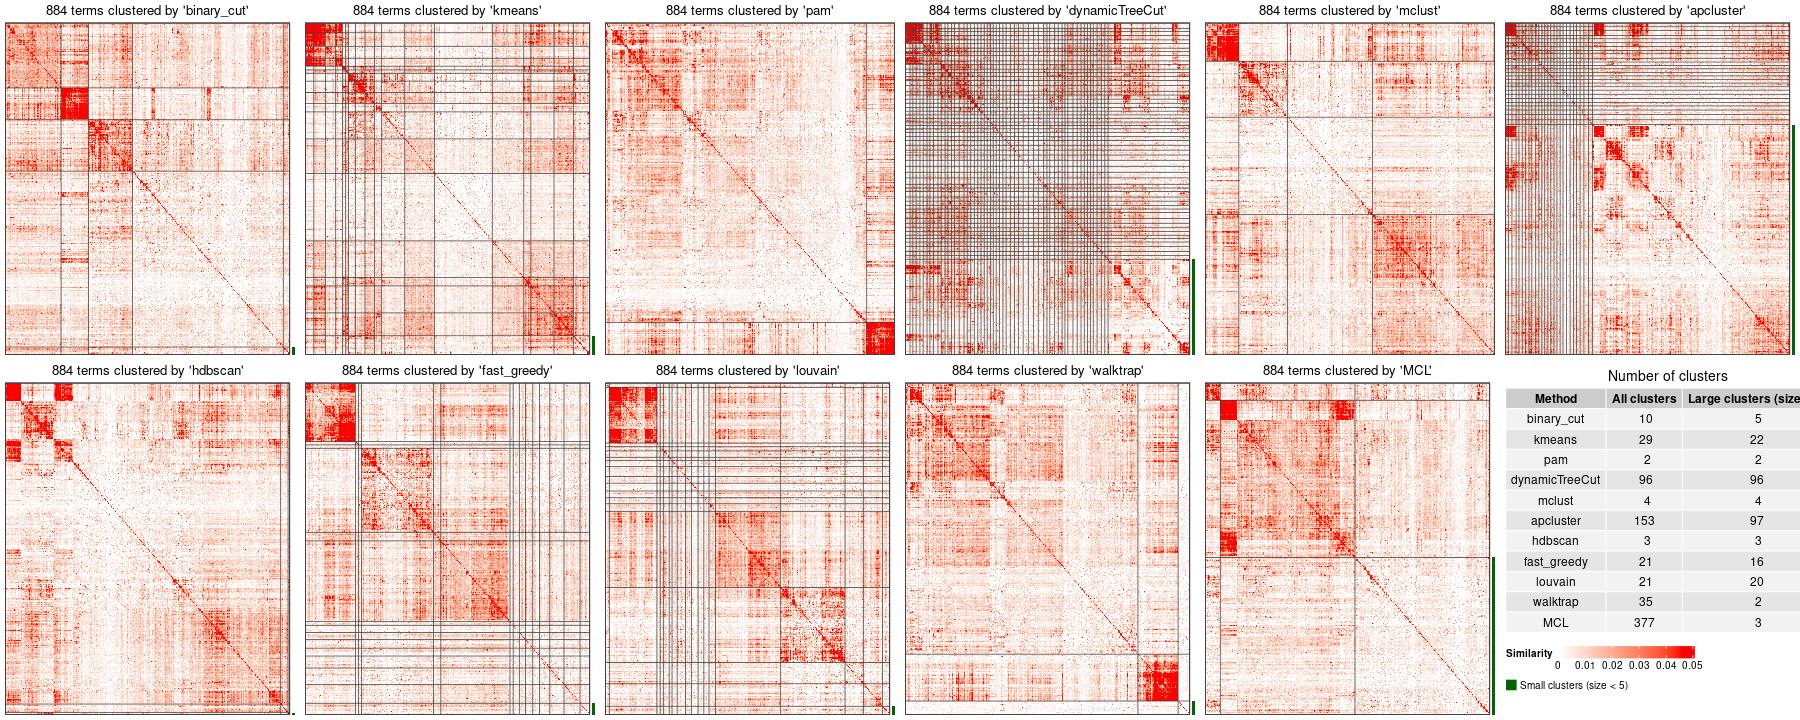 884 terms clustered by 'binary_cut'
884 terms clustered by 'kmeans'
884 terms clustered by 'pam'
884 terms clustered by 'dynamicTreeCut'
884 terms clustered by 'mclust'
884 terms clustered by 'apcluster'
884 terms clustered by 'hdbscan'
884 terms clustered by 'fast_greedy'
884 terms clustered by 'louvain'
884 terms clustered by 'walktrap'
884 terms clustered by 'MCL'
Number of clusters
Method All clusters Large clusters (size
binary_cut 10 5
kmeans 29 22
pam 2 2
dynamicTreeCut 96 96
mclust 4 4
apcluster 153 97
hdbscan 3 3
fast_greedy 21 16
louvain 21 20
walktrap 35 2
MCL 377 3
Similarity
0 0.01 0.02 0.03 0.04 0.05
Small clusters (size < 5)